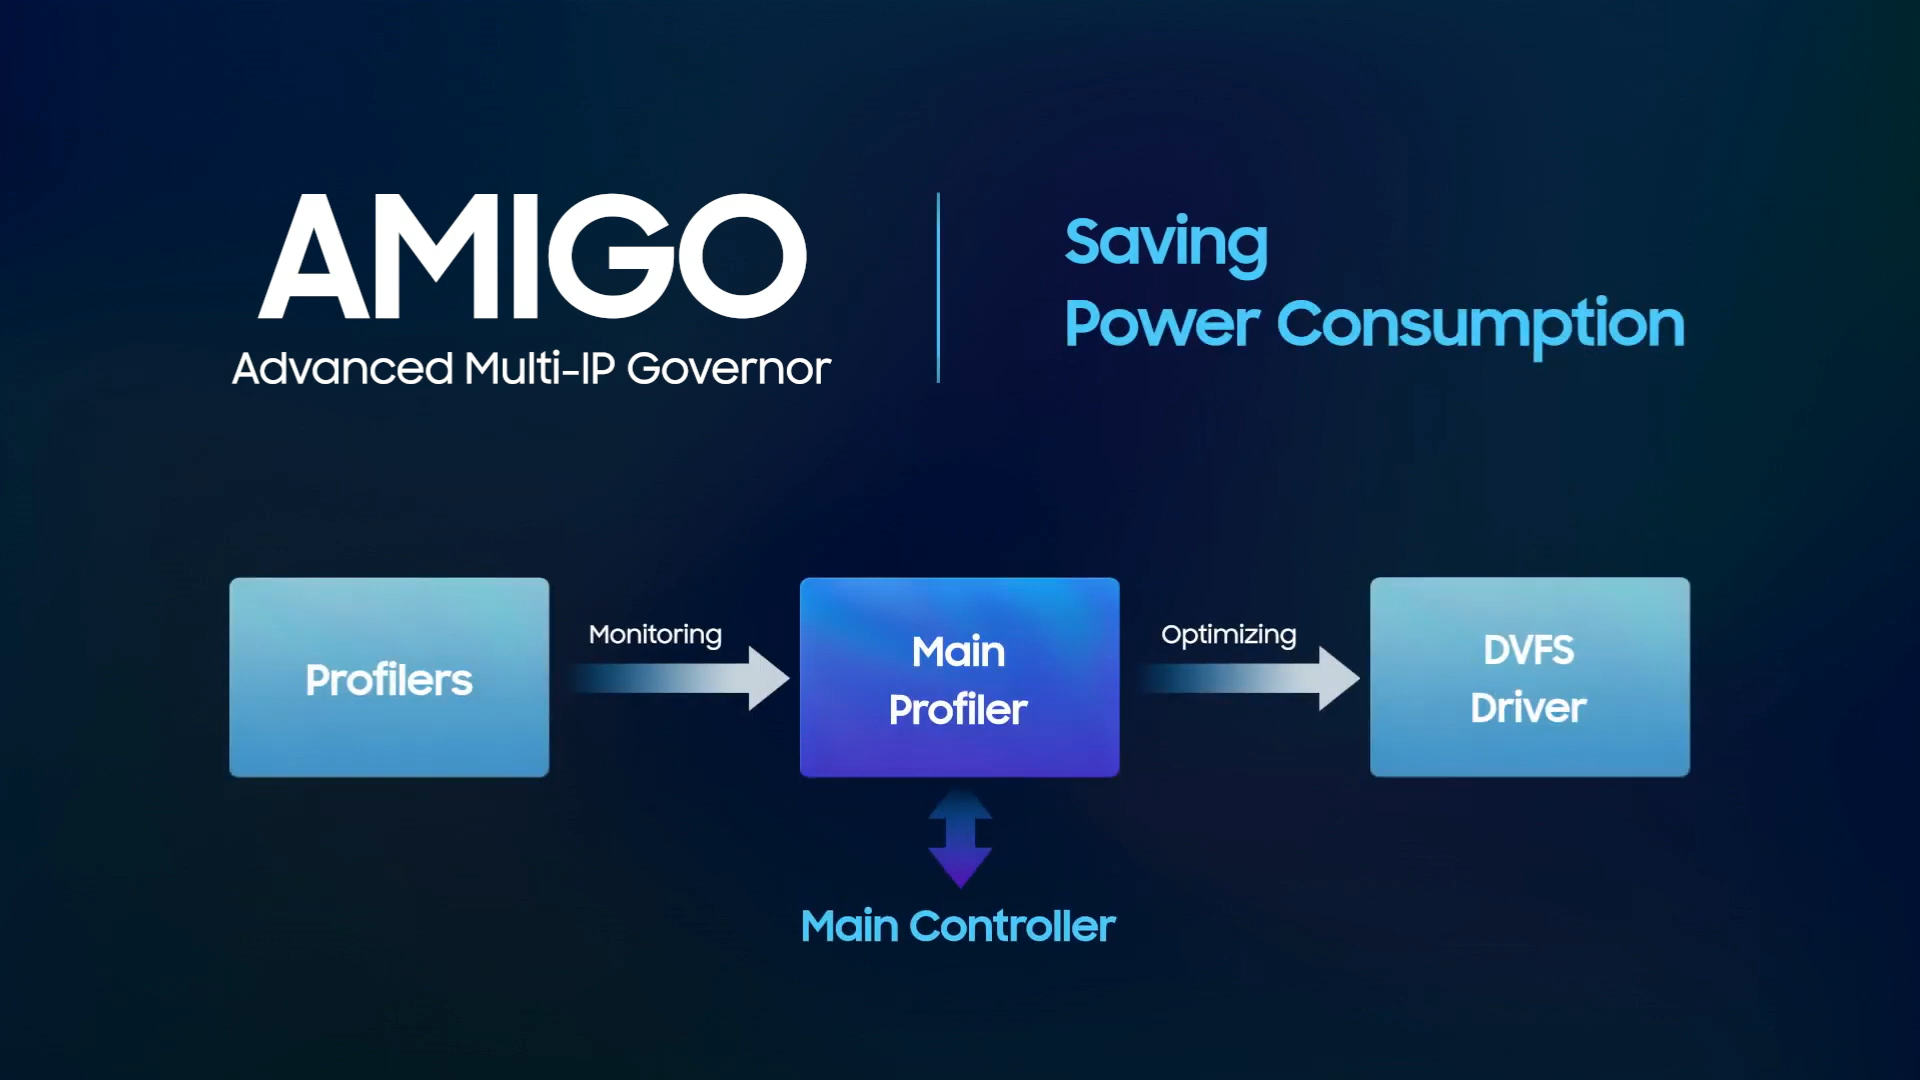 AMIGO
Advanced Multi-IP Governor
Saving
Power Consumption
Profilers
Monitoring
Main
Profiler
Optimizing
DVFS
Driver
Main Controller